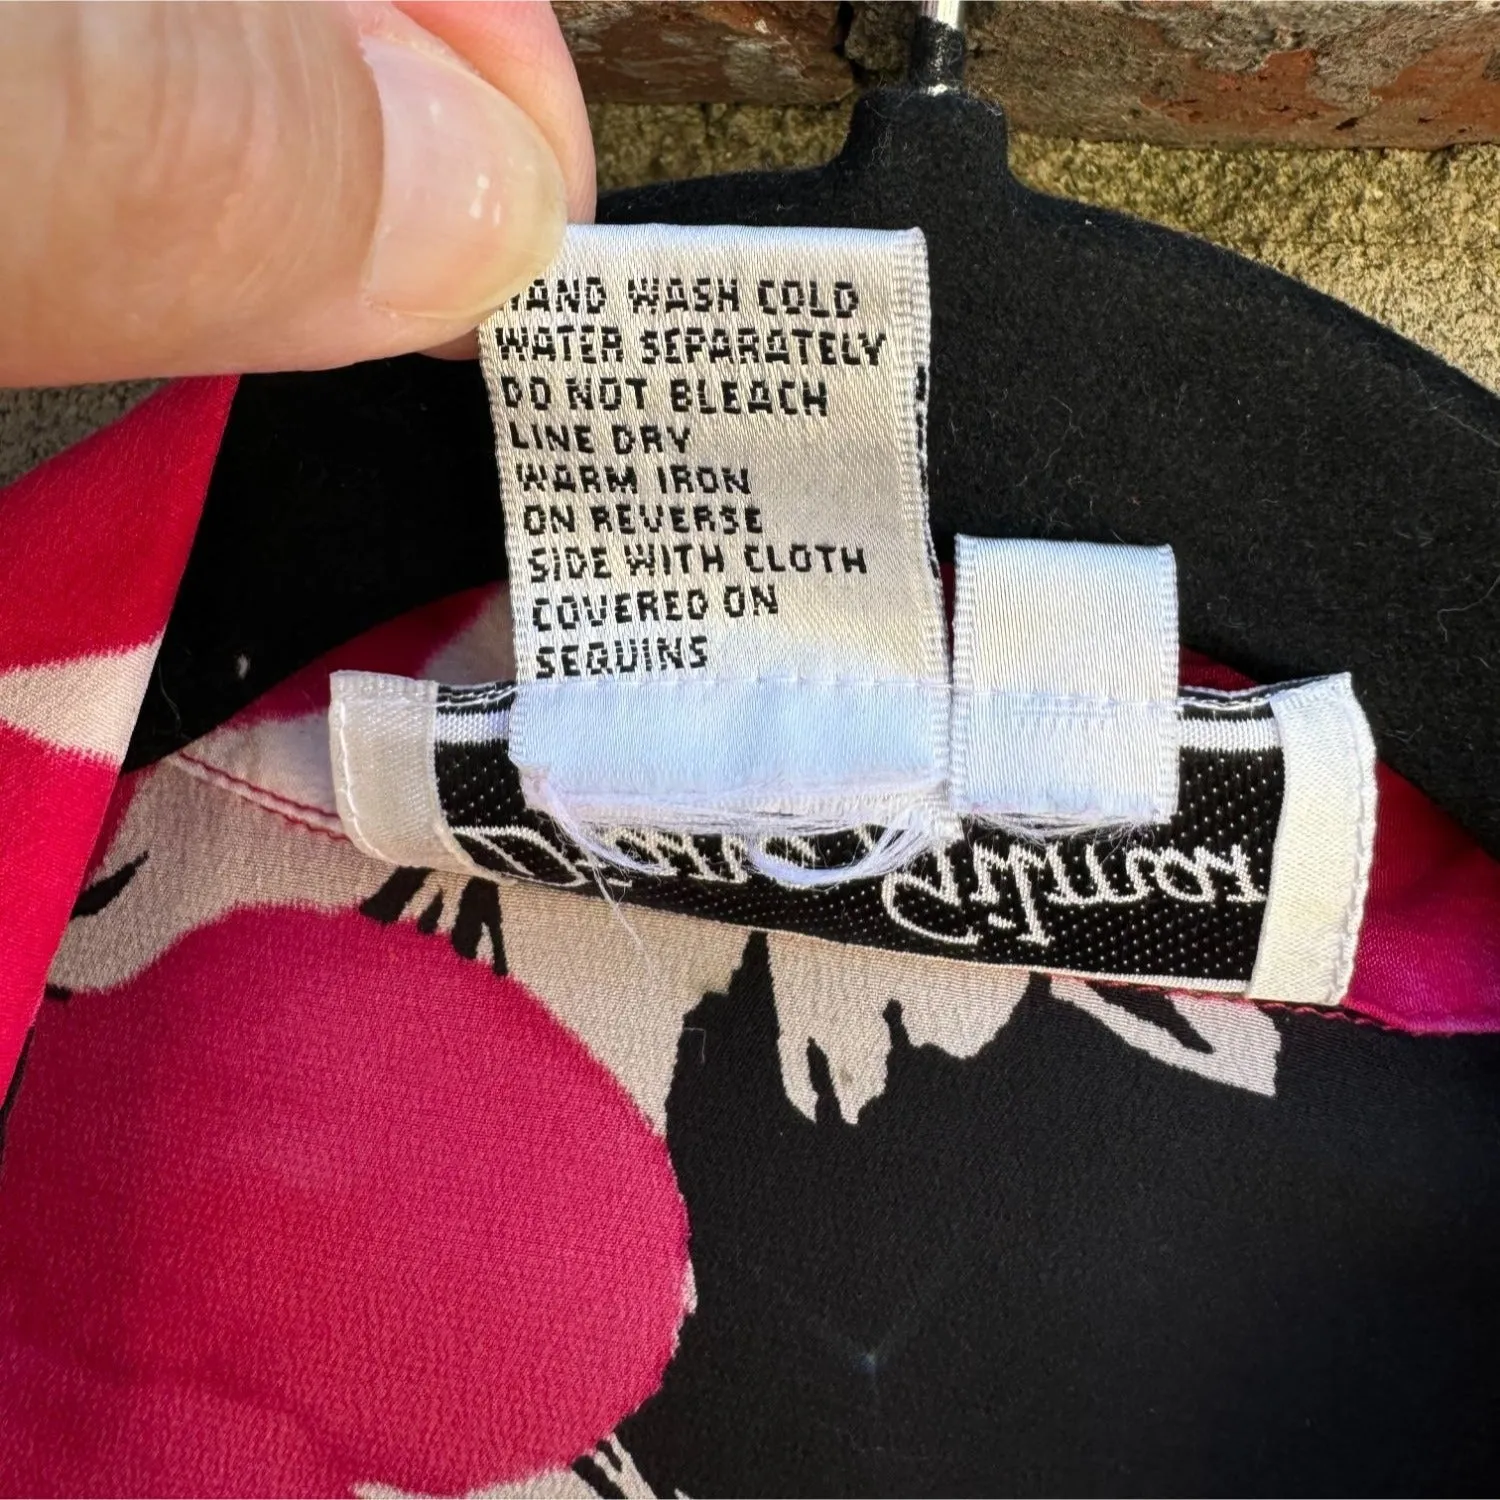 HAND WASH COLD
WATER SEPARATELY
DO NOT BLEACH
LINE DRY
WARM IRON
ON REVERSE
SIDE WITH CLOTH
COVERED ON
SEQUINS